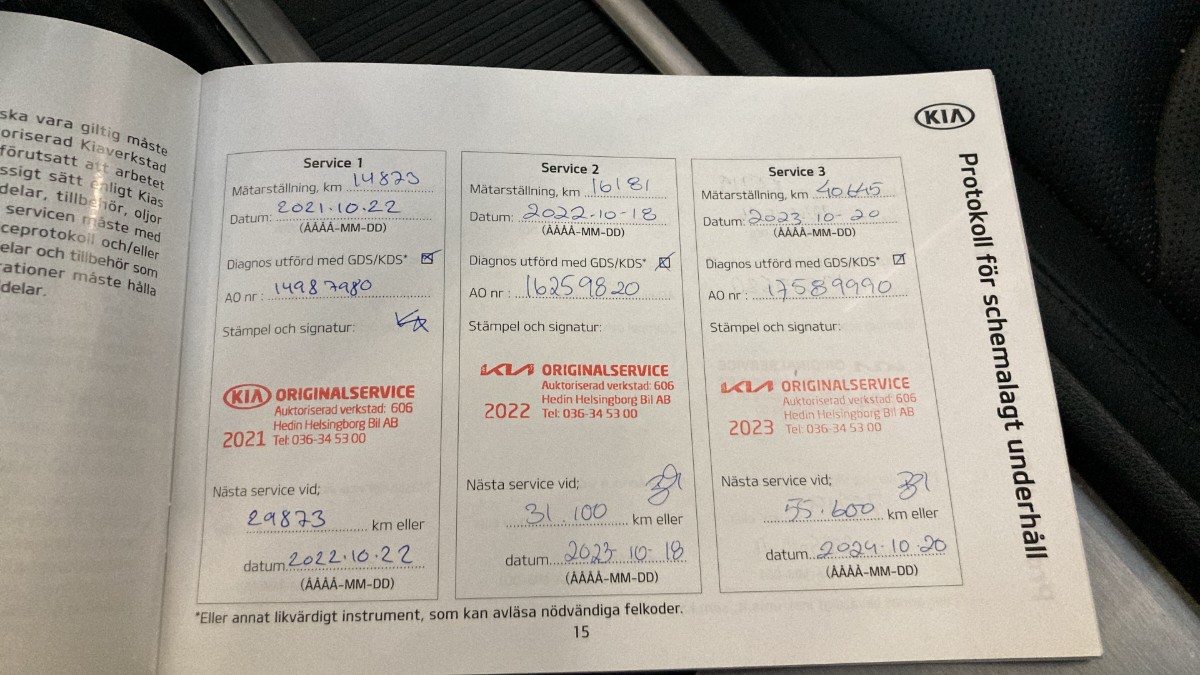 ska vara giltig måste
oriserad Kiaverkstad
förutsatt att arbetet
ssigt sätt enligt Kias
delar, tillbehör, oljor
servicen måste med
ceprotokoll och/eller
elar och tillbehör som
rationer måste hålla
delar.
KIA
Protokoll för schemalagt underhåll
Service 1
Mätarställning, km 14873
Datum: 2021.10.22
(ÅÅÅÅ-MM-DD)
Diagnos utförd med GDS/KDS*
AO nr : 14987980
Stämpel och signatur:
KIA ORIGINALSERVICE
Auktoriserad verkstad: 606
Hedin Helsingborg Bil AB
2021 Tel: 036-34 53 00
Nästa service vid;
29873 km eller
datum 2022.10.22
(ÅÅÅÅ-MM-DD)
Service 2
Mätarställning, km 16181
Datum: 2022-10-18
(ÅÅÅÅ-MM-DD)
Diagnos utförd med GDS/KDS*
AO nr : 16259820
Stämpel och signatur:
KIA ORIGINALSERVICE
Auktoriserad verkstad: 606
Hedin Helsingborg Bil AB
2022 Tel: 036-34 53 00
Nästa service vid;
31.100 km eller
datum 2023-10-18
(ÅÅÅÅ-MM-DD)
Service 3
Mätarställning, km 40645
Datum: 2023-10-20
(ÅÅÅÅ-MM-DD)
Diagnos utförd med GDS/KDS*
AO nr : 17589990
Stämpel och signatur:
KIA ORIGINALSERVICE
Auktoriserad verkstad: 606
Hedin Helsingborg Bil AB
2023 Tel: 036-34 53 00
Nästa service vid;
55.600 km eller
datum 2024.10.20
(ÅÅÅÅ-MM-DD)
*Eller annat likvärdigt instrument, som kan avläsa nödvändiga felkoder.
15